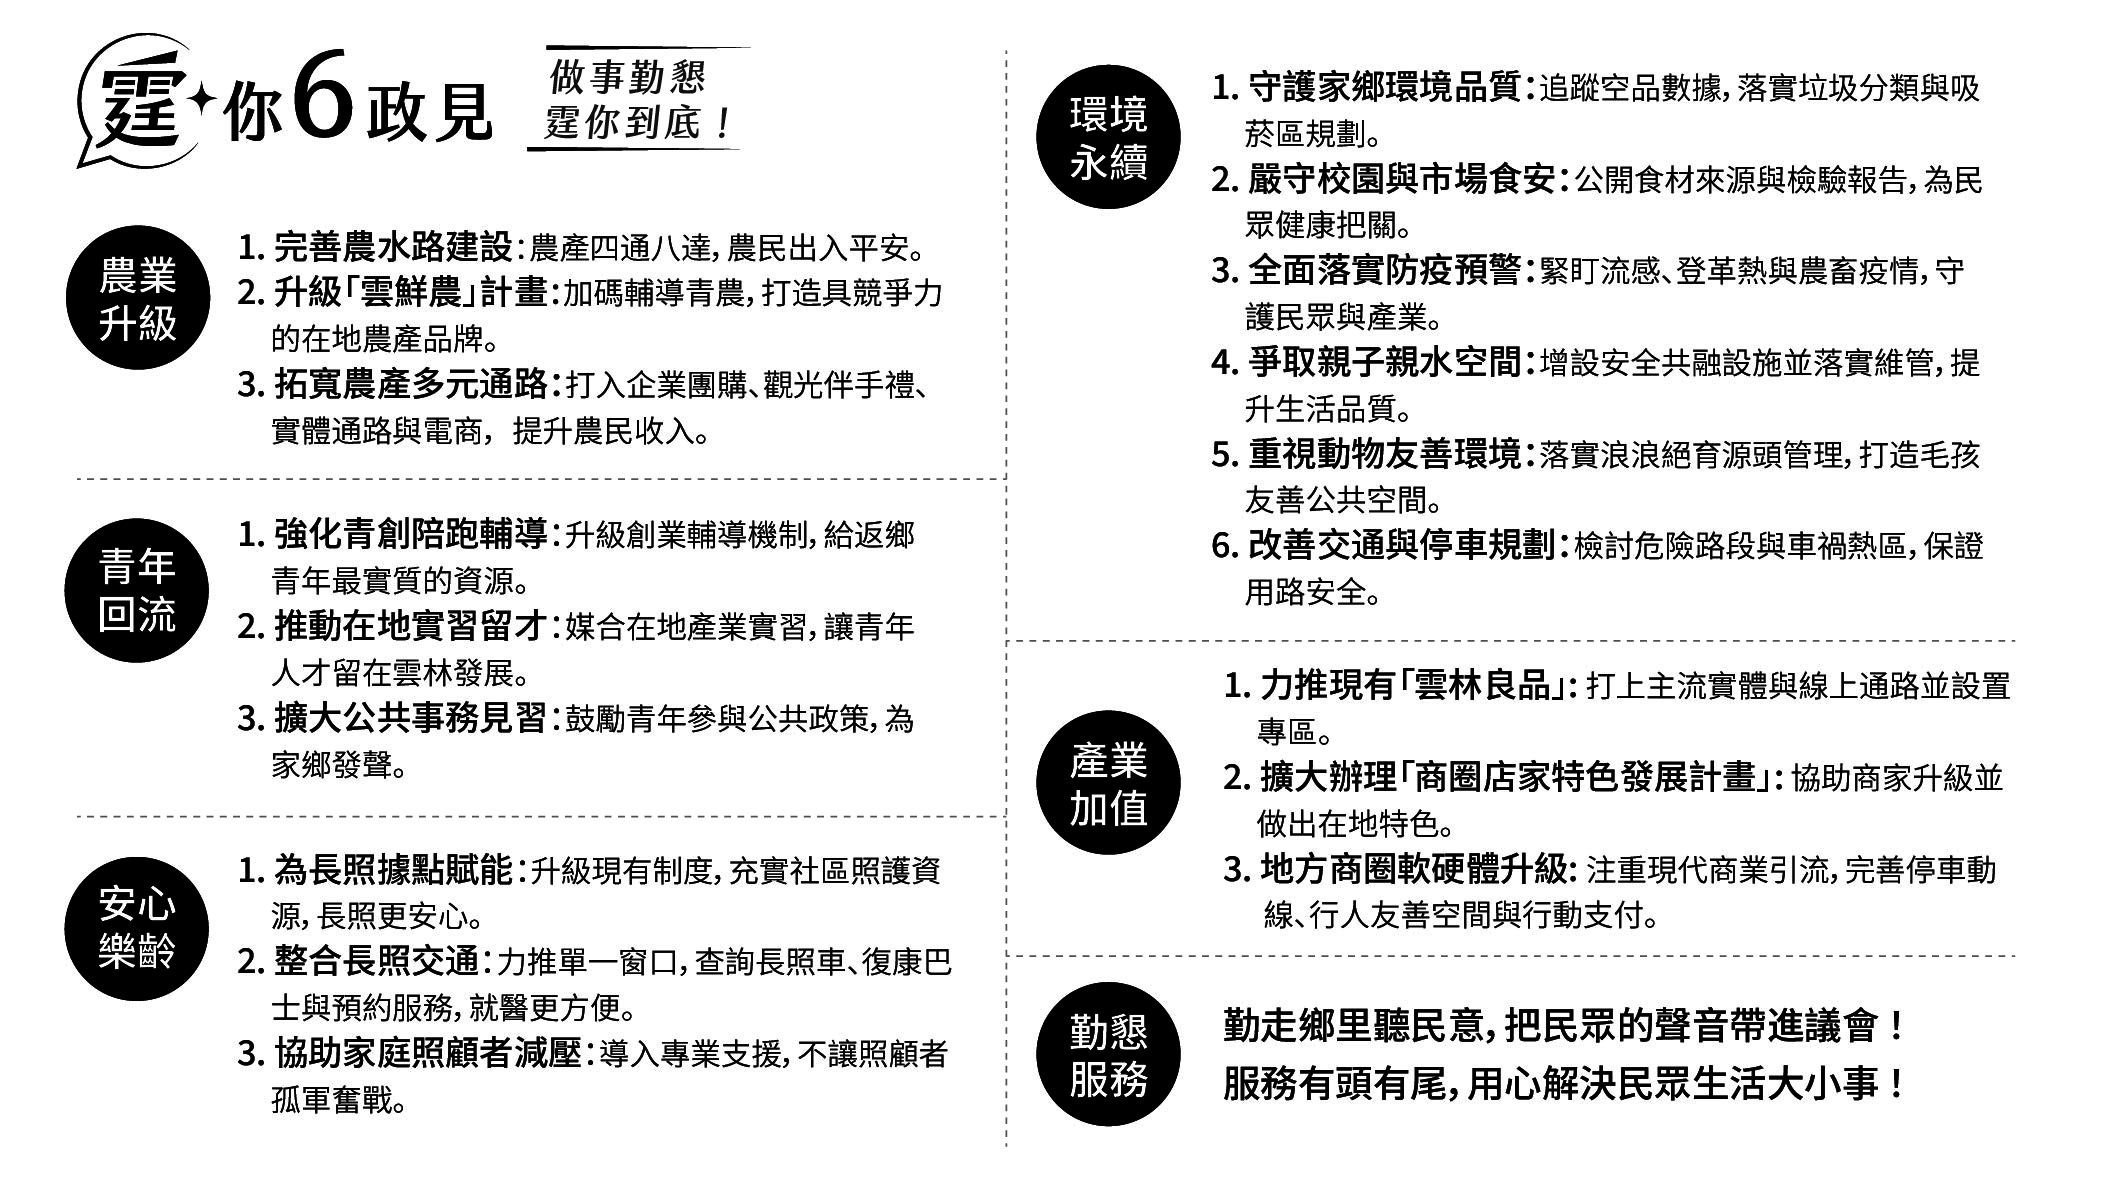 霆你6政見
做事勤懇
霆你到底！
農業
升級
1. 完善農水路建設：農產四通八達，農民出入平安。
2. 升級「雲鮮農」計畫：加碼輔導青農，打造具競爭力
的在地農產品牌。
3. 拓寬農產多元通路：打入企業團購、觀光伴手禮、
實體通路與電商，提升農民收入。
青年
回流
1. 強化青創陪跑輔導：升級創業輔導機制，給返鄉
青年最實質的資源。
2. 推動在地實習留才：媒合在地產業實習，讓青年
人才留在雲林發展。
3. 擴大公共事務見習：鼓勵青年參與公共政策，為
家鄉發聲。
安心
樂齡
1. 為長照據點賦能：升級現有制度，充實社區照護資
源，長照更安心。
2. 整合長照交通：力推單一窗口，查詢長照車、復康巴
士與預約服務，就醫更方便。
3. 協助家庭照顧者減壓：導入專業支援，不讓照顧者
孤軍奮戰。
環境
永續
1. 守護家鄉環境品質：追蹤空品數據，落實垃圾分類與吸
菸區規劃。
2. 嚴守校園與市場食安：公開食材來源與檢驗報告，為民
眾健康把關。
3. 全面落實防疫預警：緊盯流感、登革熱與農畜疫情，守
護民眾與產業。
4. 爭取親子親水空間：增設安全共融設施並落實維管，提
升生活品質。
5. 重視動物友善環境：落實浪浪絕育源頭管理，打造毛孩
友善公共空間。
6. 改善交通與停車規劃：檢討危險路段與車禍熱區，保證
用路安全。
產業
加值
1. 力推現有「雲林良品」：打上主流實體與線上通路並設置
專區。
2. 擴大辦理「商圈店家特色發展計畫」：協助商家升級並
做出在地特色。
3. 地方商圈軟硬體升級：注重現代商業引流，完善停車動
線、行人友善空間與行動支付。
勤懇
服務
勤走鄉里聽民意，把民眾的聲音帶進議會！
服務有頭有尾，用心解決民眾生活大小事！